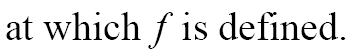 at which f is defined.